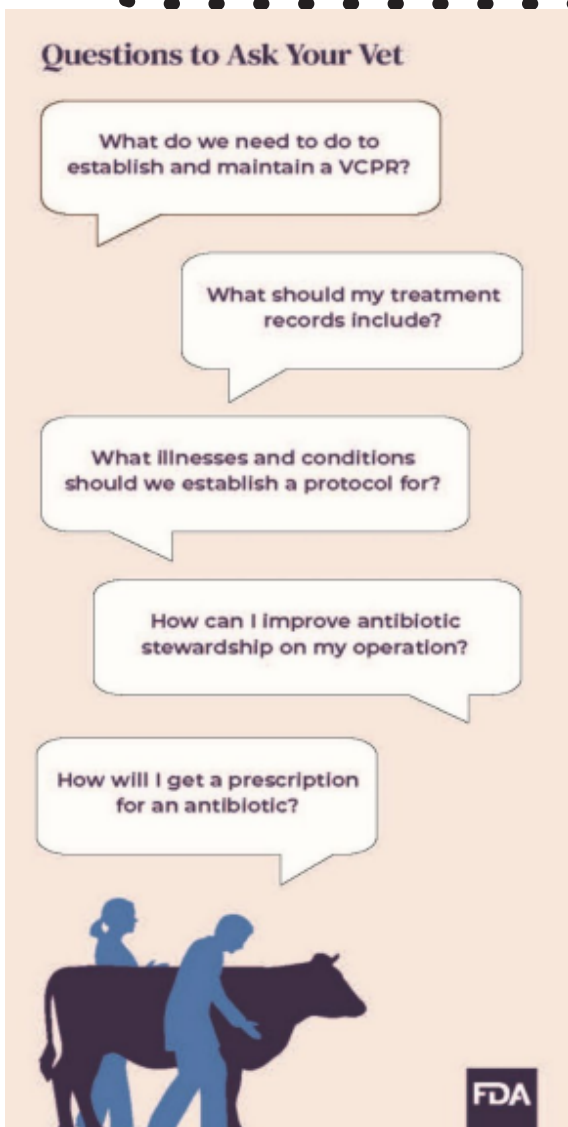 Questions to Ask Your Vet
What do we need to do to
establish and maintain a VCPR?
What should my treatment
records include?
What illnesses and conditions
should we establish a protocol for?
How can I improve antibiotic
stewardship on my operation?
How will I get a prescription
for an antibiotic?
FDA